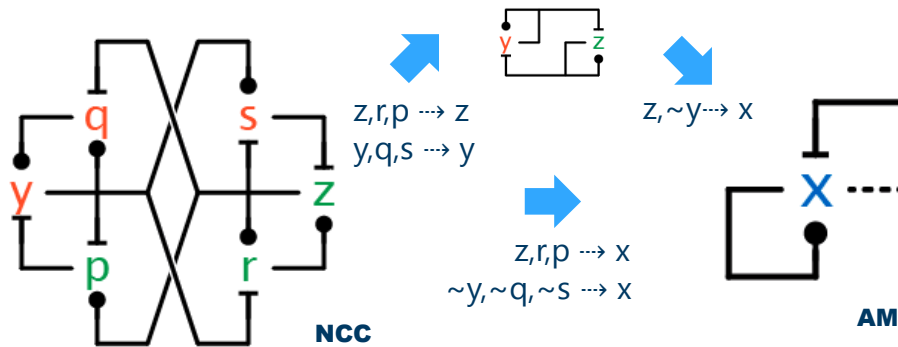 q
s
y
z
p
r
NCC
y
z
z,r,p ⤏ z
y,q,s ⤏ y
z,~y⤏ x
z,r,p ⤏ x
~y,~q,~s ⤏ x
x
AM